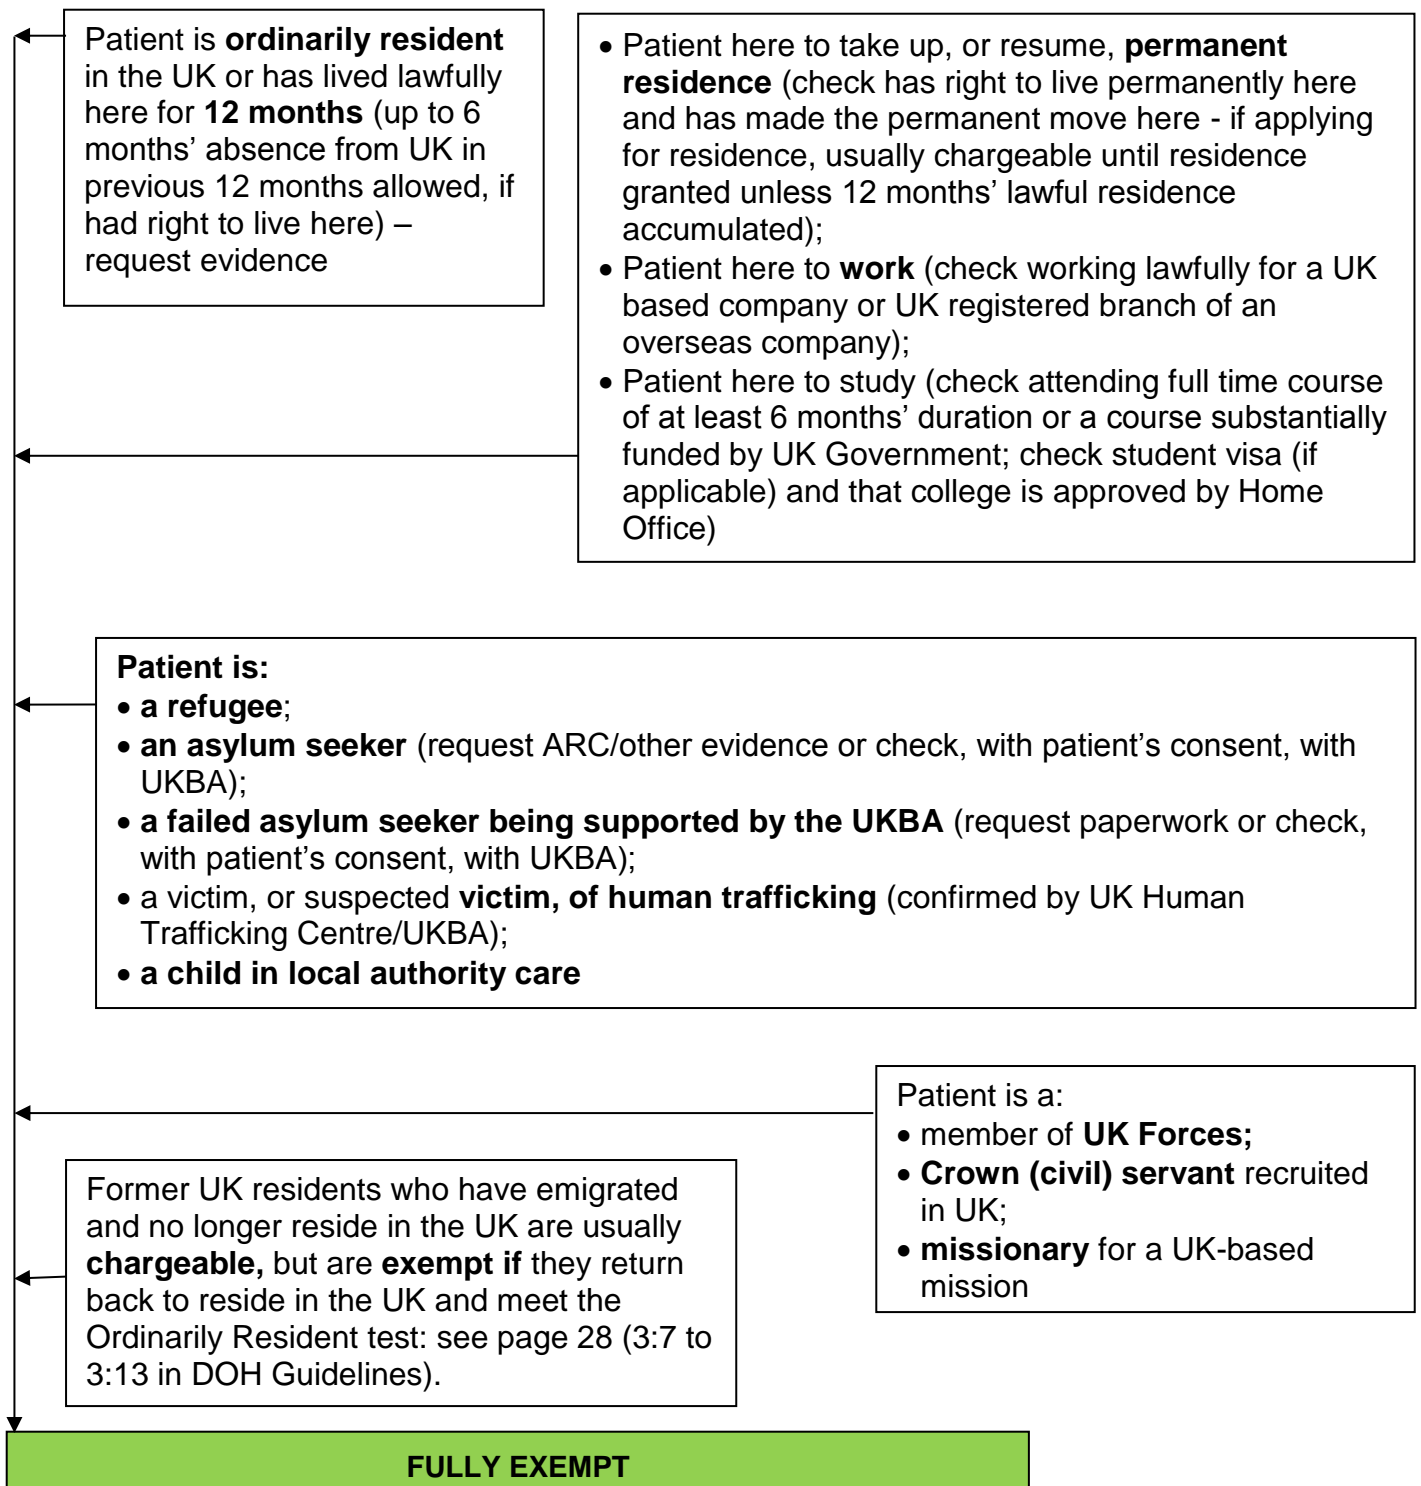 Patient is ordinarily resident
in the UK or has lived lawfully
here for 12 months (up to 6
months’ absence from UK in
previous 12 months allowed, if
had right to live here) –
request evidence
• Patient here to take up, or resume, permanent
residence (check has right to live permanently here
and has made the permanent move here - if applying
for residence, usually chargeable until residence
granted unless 12 months’ lawful residence
accumulated);
• Patient here to work (check working lawfully for a UK
based company or UK registered branch of an
overseas company);
• Patient here to study (check attending full time course
of at least 6 months’ duration or a course substantially
funded by UK Government; check student visa (if
applicable) and that college is approved by Home
Office)
Patient is:
• a refugee;
• an asylum seeker (request ARC/other evidence or check, with patient’s consent, with
UKBA);
• a failed asylum seeker being supported by the UKBA (request paperwork or check,
with patient’s consent, with UKBA);
• a victim, or suspected victim, of human trafficking (confirmed by UK Human
Trafficking Centre/UKBA);
• a child in local authority care
Patient is a:
• member of UK Forces;
• Crown (civil) servant recruited
in UK;
• missionary for a UK-based
mission
Former UK residents who have emigrated
and no longer reside in the UK are usually
chargeable, but are exempt if they return
back to reside in the UK and meet the
Ordinarily Resident test: see page 28 (3:7 to
3:13 in DOH Guidelines).
FULLY EXEMPT